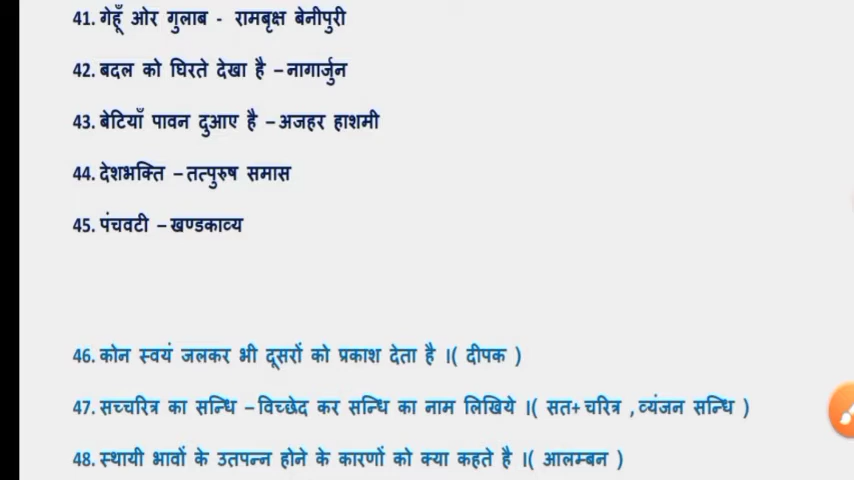 41. गेहूँ ओर गुलाब - रामबृक्ष बेनीपुरी
42. बदल को घिरते देखा है – नागार्जुन
43. बेटियाँ पावन दुआए है – अजहर हाशमी
44. देशभक्ति – तत्पुरुष समास
45. पंचवटी – खण्डकाव्य
46. कोन स्वयं जलकर भी दूसरों को प्रकाश देता है ।( दीपक )
47. सच्चरित्र का सन्धि – विच्छेद कर सन्धि का नाम लिखिये ।( सत+ चरित्र , व्यंजन सन्धि )
48. स्थायी भावों के उतपन्न होने के कारणों को क्या कहते है ।( आलम्बन )